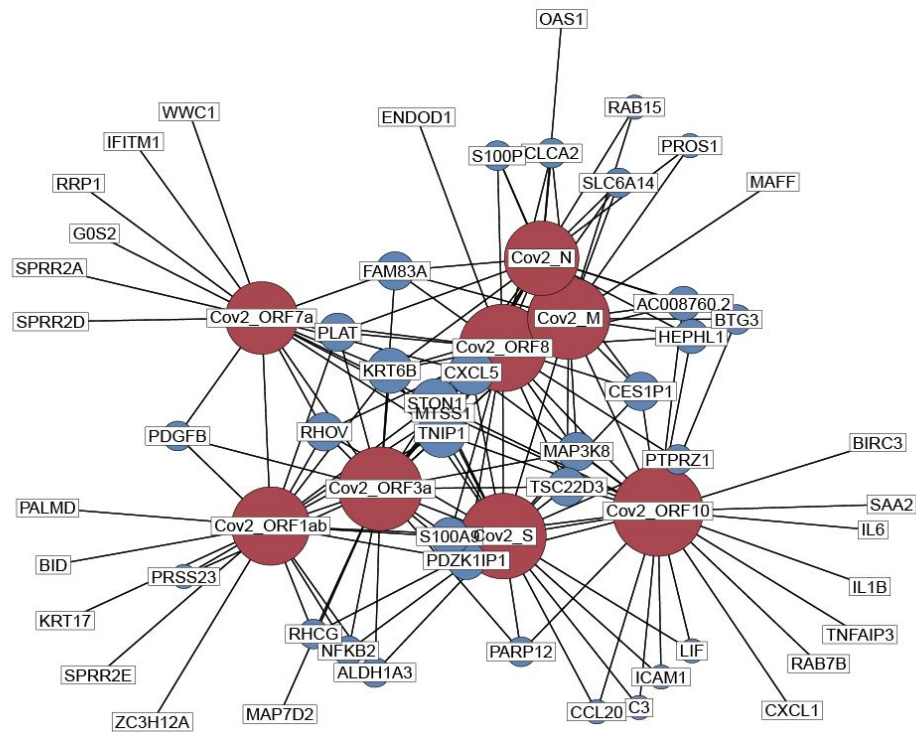 OAS1
WWC1
ENDOD1
RAB15
IFITM1
S100P
CLCA2
PROS1
RRP1
SLC6A14
MAFF
G0S2
Cov2_N
SPRR2A
FAM83A
AC008760.2
SPRR2D
Cov2_ORF7a
PLAT
Cov2_M
BTG3
HEPHL1
Cov2_ORF8
KRT6B
CXCL5
CES1P1
STON1
MTSS1
PDGFB
RHOV
TNIP1
MAP3K8
BIRC3
PTPRZ1
Cov2_ORF3a
TSC22D3
SAA2
PALMD
Cov2_ORF1ab
Cov2_ORF10
IL6
S100A9
Cov2_S
BID
PRSS23
PDZK1IP1
IL1B
KRT17
RHCG
NFKB2
PARP12
LIF
TNFAIP3
SPRR2E
ALDH1A3
ICAM1
RAB7B
ZC3H12A
MAP7D2
CCL20
C3
CXCL1